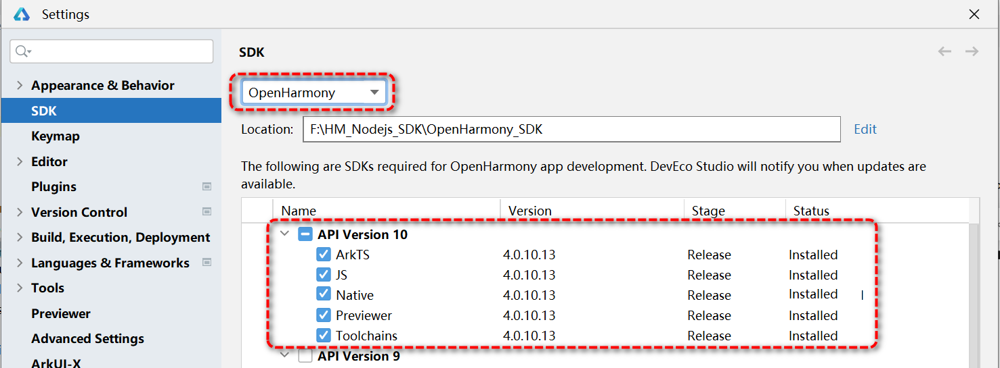 Settings
SDK
OpenHarmony
Appearance & Behavior
SDK
Location: F:\HM_Nodejs_SDK\OpenHarmony_SDK Edit
Keymap
Editor
The following are SDKs required for OpenHarmony app development. DevEco Studio will notify you when updates are
available.
Plugins
Version Control
Build, Execution, Deployment
Languages & Frameworks
Tools
Previewer
Advanced Settings
ArkUI-X
Name Version Stage Status
API Version 10
ArkTS 4.0.10.13 Release Installed
JS 4.0.10.13 Release Installed
Native 4.0.10.13 Release Installed
Previewer 4.0.10.13 Release Installed
Toolchains 4.0.10.13 Release Installed
API Version 9